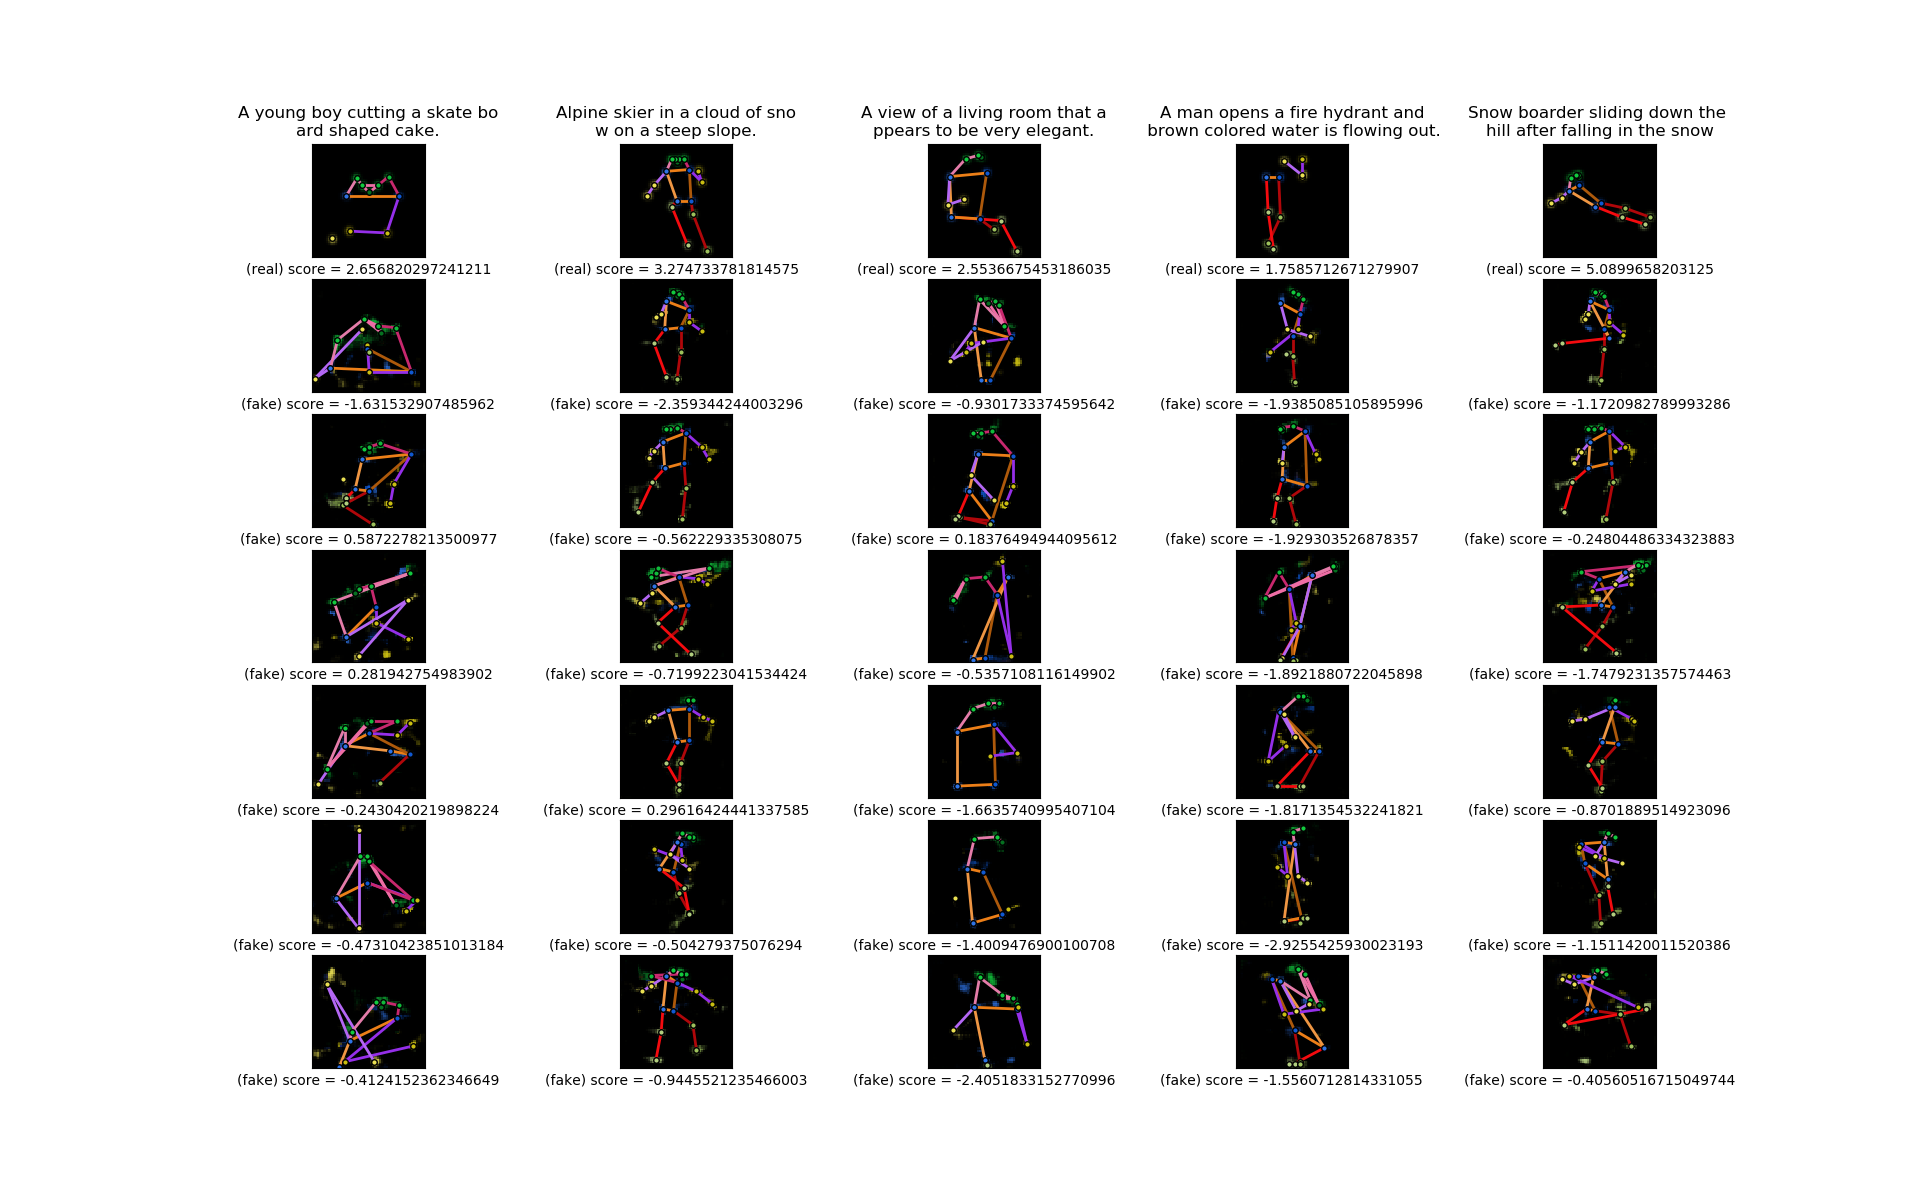 A young boy cutting a skate bo
ard shaped cake.
Alpine skier in a cloud of sno
w on a steep slope.
A view of a living room that a
ppears to be very elegant.
A man opens a fire hydrant and
brown colored water is flowing out.
Snow boarder sliding down the
hill after falling in the snow
(real) score = 2.656820297241211
(real) score = 3.274733781814575
(real) score = 2.5536675453186035
(real) score = 1.7585712671279907
(real) score = 5.0899658203125
(fake) score = -1.631532907485962
(fake) score = -2.359344244003296
(fake) score = -0.9301733374595642
(fake) score = -1.9385085105895996
(fake) score = -1.1720982789993286
(fake) score = 0.5872278213500977
(fake) score = -0.562229335308075
(fake) score = 0.18376494944095612
(fake) score = -1.929303526878357
(fake) score = -0.24804486334323883
(fake) score = 0.281942754983902
(fake) score = -0.7199223041534424
(fake) score = -0.5357108116149902
(fake) score = -1.8921880722045898
(fake) score = -1.7479231357574463
(fake) score = -0.2430420219898224
(fake) score = 0.29616424441337585
(fake) score = -1.6635740995407104
(fake) score = -1.8171354532241821
(fake) score = -0.8701889514923096
(fake) score = -0.47310423851013184
(fake) score = -0.504279375076294
(fake) score = -1.4009476900100708
(fake) score = -2.9255425930023193
(fake) score = -1.1511420011520386
(fake) score = -0.4124152362346649
(fake) score = -0.9445521235466003
(fake) score = -2.4051833152770996
(fake) score = -1.5560712814331055
(fake) score = -0.40560516715049744